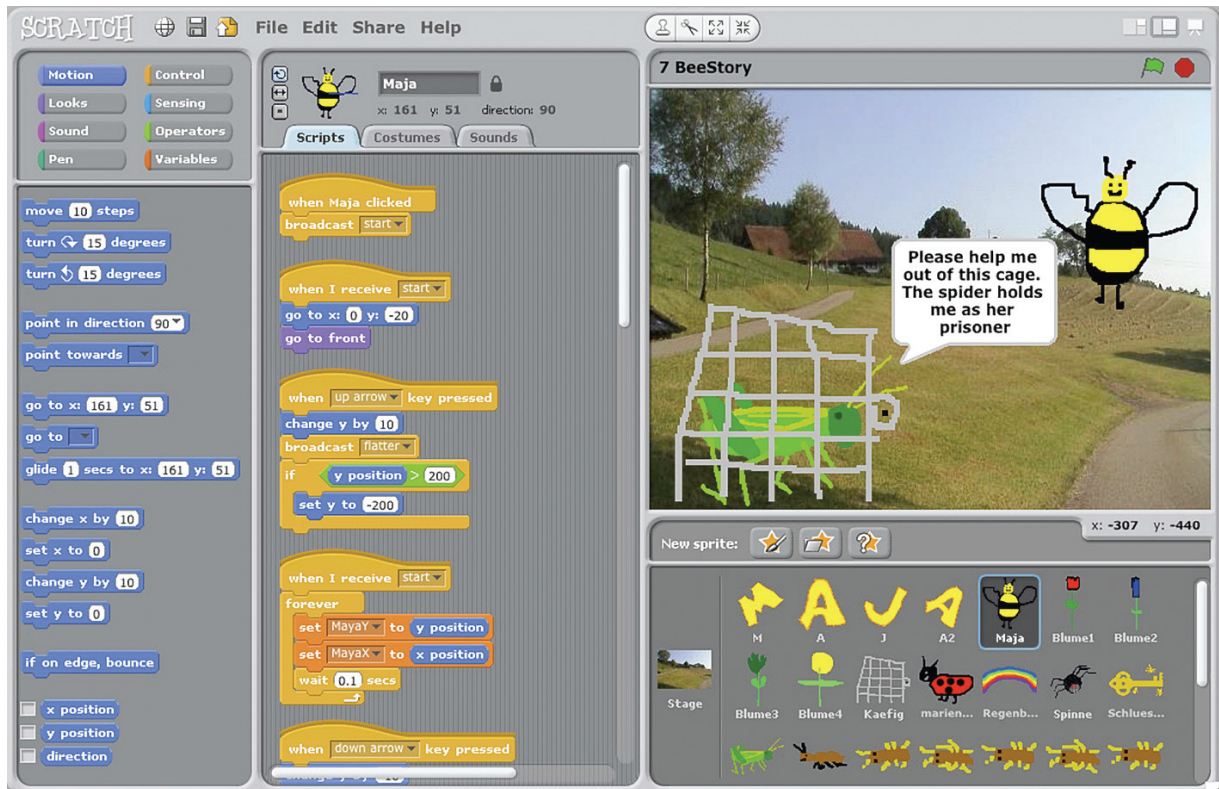 SCRATCH File Edit Share Help
Motion Control
Looks Sensing
Sound Operators
Pen Variables
move 10 steps
turn 15 degrees
turn 15 degrees
point in direction 90
point towards
go to x: 161 y: 51
go to
glide 1 secs to x: 161 y: 51
change x by 10
set x to 0
change y by 10
set y to 0
if on edge, bounce
x position
y position
direction
Maja
x: 161 y: 51 direction: 90
Scripts Costumes Sounds
when Maja clicked
broadcast start
when I receive start
go to x: 0 y: -20
go to front
when up arrow key pressed
change y by 10
broadcast flatter
if y position > 200
set y to -200
when I receive start
forever
set MayaY to y position
set MayaX to x position
wait 0.1 secs
when down arrow key pressed
change y by -10
7 BeeStory
Please help me
out of this cage.
The spider holds
me as her
prisoner
x: -307 y: -440
New sprite:
Stage
M A J A2 Maja Blume1 Blume2
Blume3 Blume4 Kaefig marien... Regenb... Spinne Schlues...